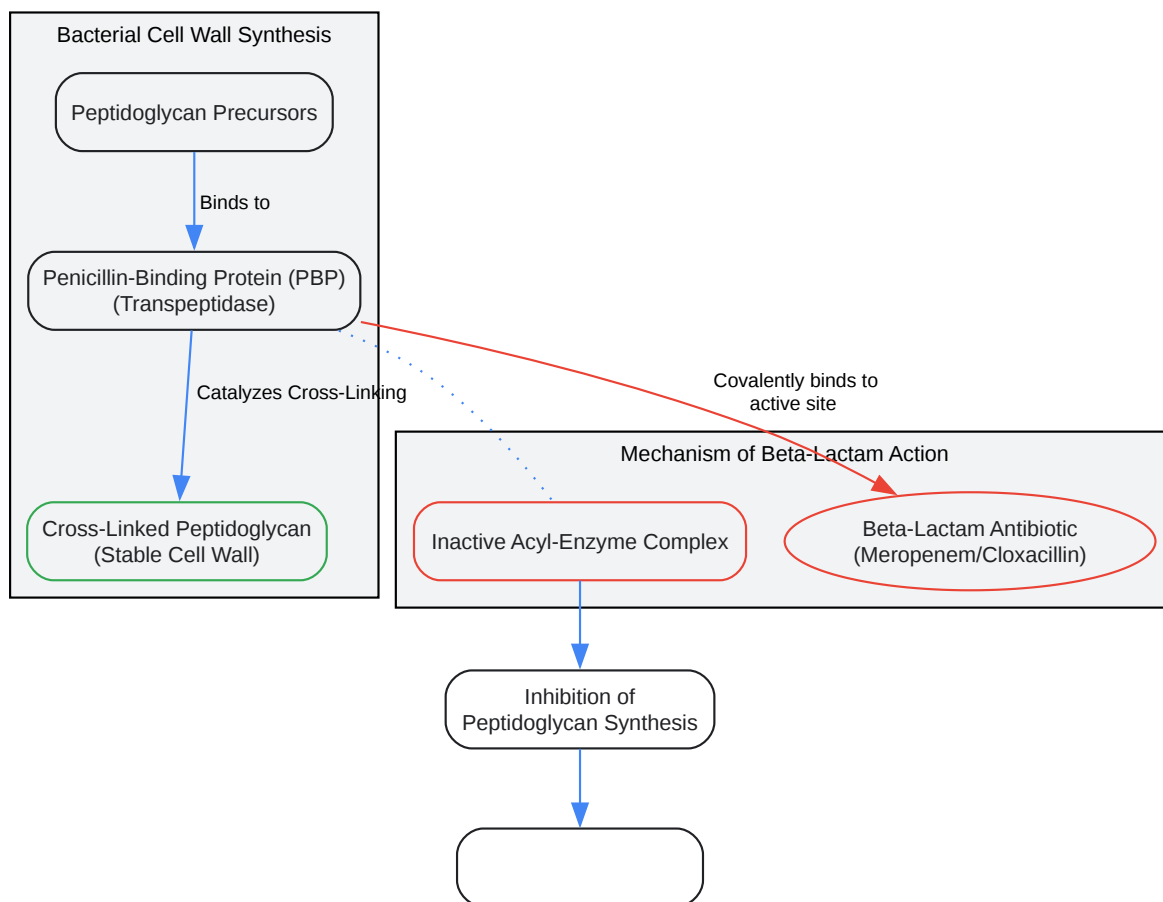 Bacterial Cell Wall Synthesis
Peptidoglycan Precursors
Binds to
Penicillin-Binding Protein (PBP)
(Transpeptidase)
Catalyzes Cross-Linking
Covalently binds to
active site
Cross-Linked Peptidoglycan
(Stable Cell Wall)
Mechanism of Beta-Lactam Action
Inactive Acyl-Enzyme Complex
Beta-Lactam Antibiotic
(Meropenem/Cloxacillin)
Inhibition of
Peptidoglycan Synthesis